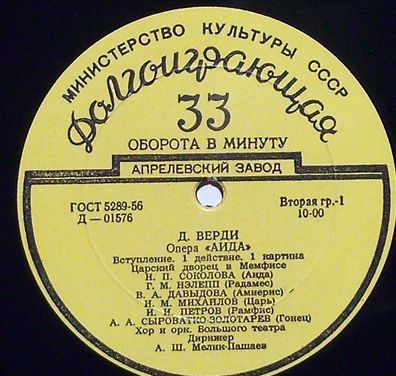 МИНИСТЕРСТВО КУЛЬТУРЫ СССР
Долгоиграющая
33
ОБОРОТА В МИНУТУ
АПРЕЛЕВСКИЙ ЗАВОД
ГОСТ 5289-56
Д — 01576
Вторая гр.-1
10-00
Д. ВЕРДИ
Опера «АИДА»
Вступление. 1 действие. 1 картина
Царский дворец в Мемфисе
Н. П. СОКОЛОВА (Аида)
Г. М. НЭЛЕПП (Радамес)
В. А. ДАВЫДОВА (Амнерис)
И. М. МИХАЙЛОВ (Царь)
И. И. ПЕТРОВ (Рамфис)
А. А. СЫРОВАТКО-ЗОЛОТАРЕВ (Гонец)
Хор и орк. Большого театра
Дирижер
А. Ш. Мелик-Пашаев